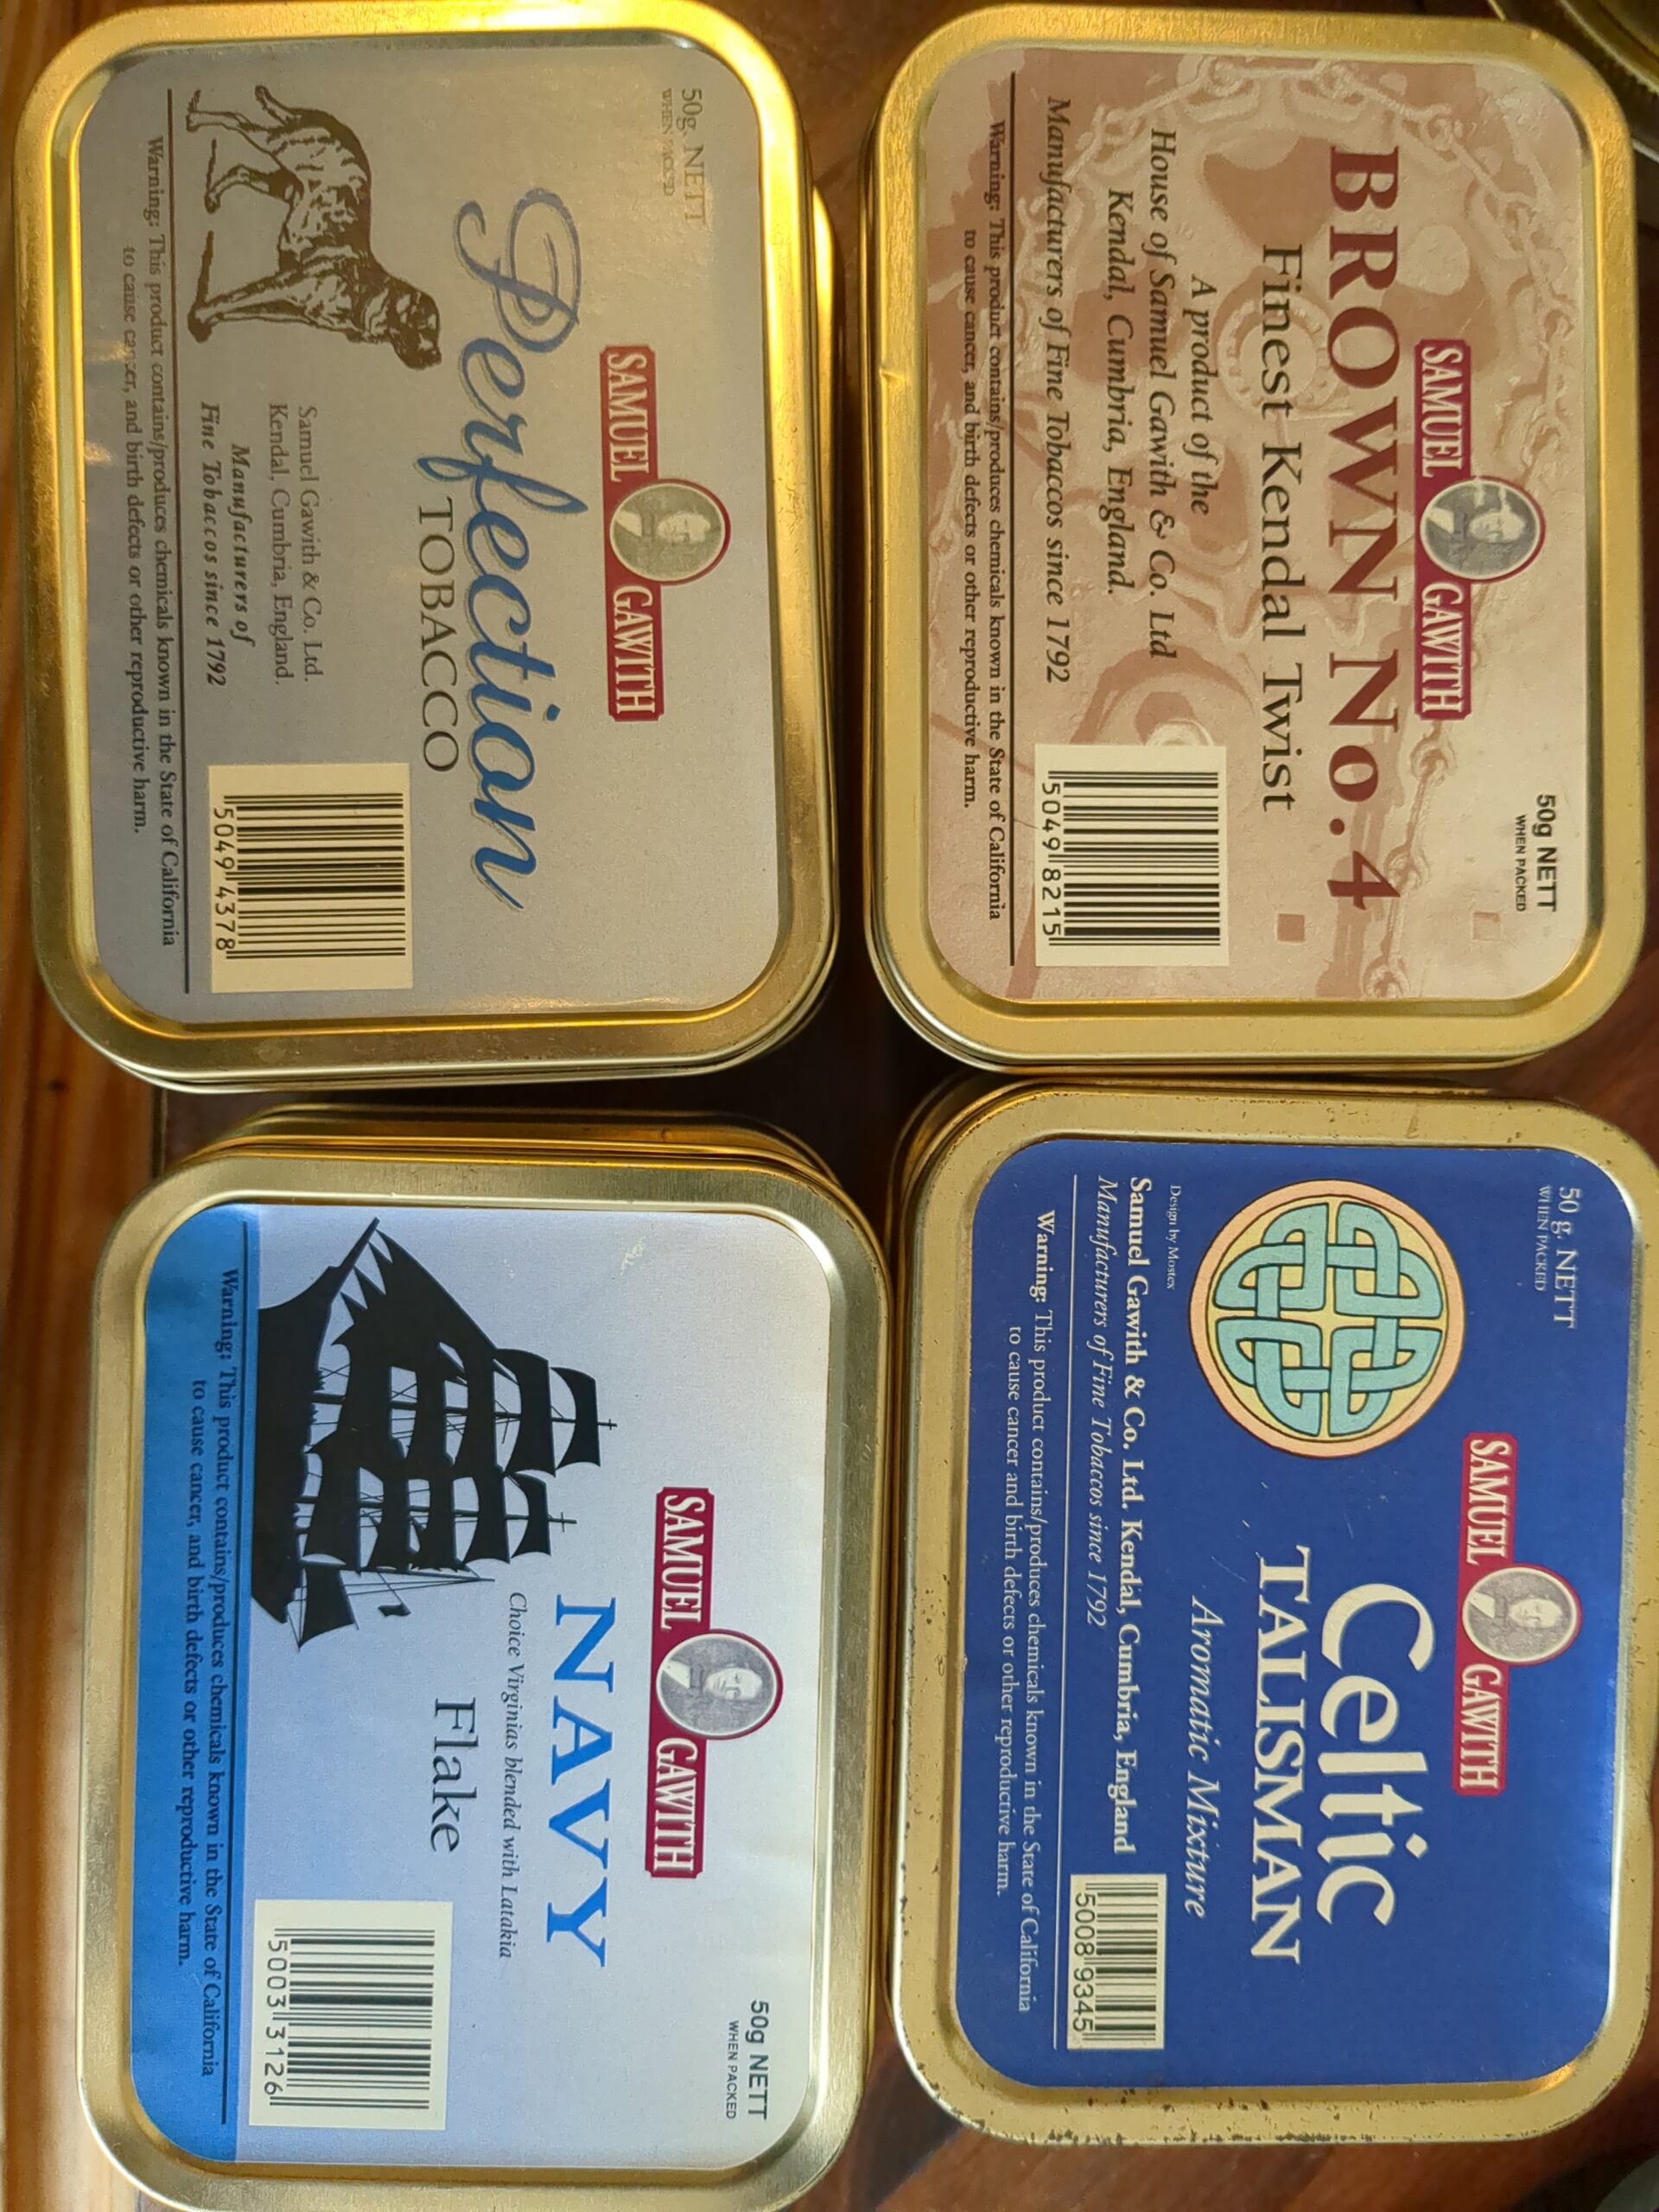 50g NETT
WHEN PACKED
SAMUEL GAWITH
BROWN No.4
Finest Kendal Twist
A product of the
House of Samuel Gawith & Co. Ltd
Kendal, Cumbria, England.
Manufacturers of Fine Tobaccos since 1792
5049 8215
Warning: This product contains/produces chemicals known in the State of California
to cause cancer, and birth defects or other reproductive harm.
50 g. NETT
WHEN PACKED
SAMUEL GAWITH
Celtic
TALISMAN
Aromatic Mixture
Design by Mostex
Samuel Gawith & Co. Ltd. Kendal, Cumbria, England
Manufacturers of Fine Tobaccos since 1792
5008 9345
Warning: This product contains/produces chemicals known in the State of California
to cause cancer and birth defects or other reproductive harm.
50g. NETT
WHEN PACKED
SAMUEL GAWITH
Perfection
TOBACCO
Samuel Gawith & Co. Ltd.
Kendal, Cumbria, England.
Manufacturers of
Fine Tobaccos since 1792
5049 4378
Warning: This product contains/produces chemicals known in the State of California
to cause cancer, and birth defects or other reproductive harm.
50g NETT
WHEN PACKED
SAMUEL GAWITH
NAVY
Choice Virginias blended with Latakia
Flake
5003 3126
Warning: This product contains/produces chemicals known in the State of California
to cause cancer, and birth defects or other reproductive harm.